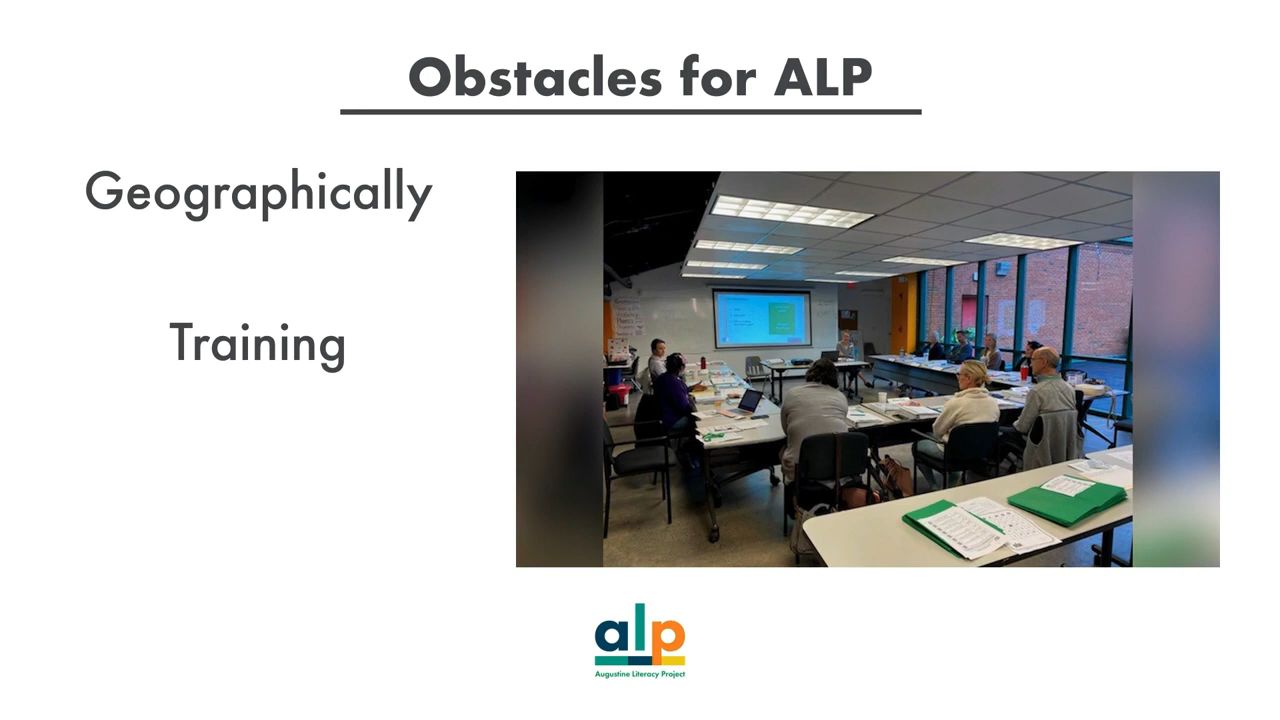 Obstacles for ALP
Geographically
Training
alp
Augustine Literacy Project